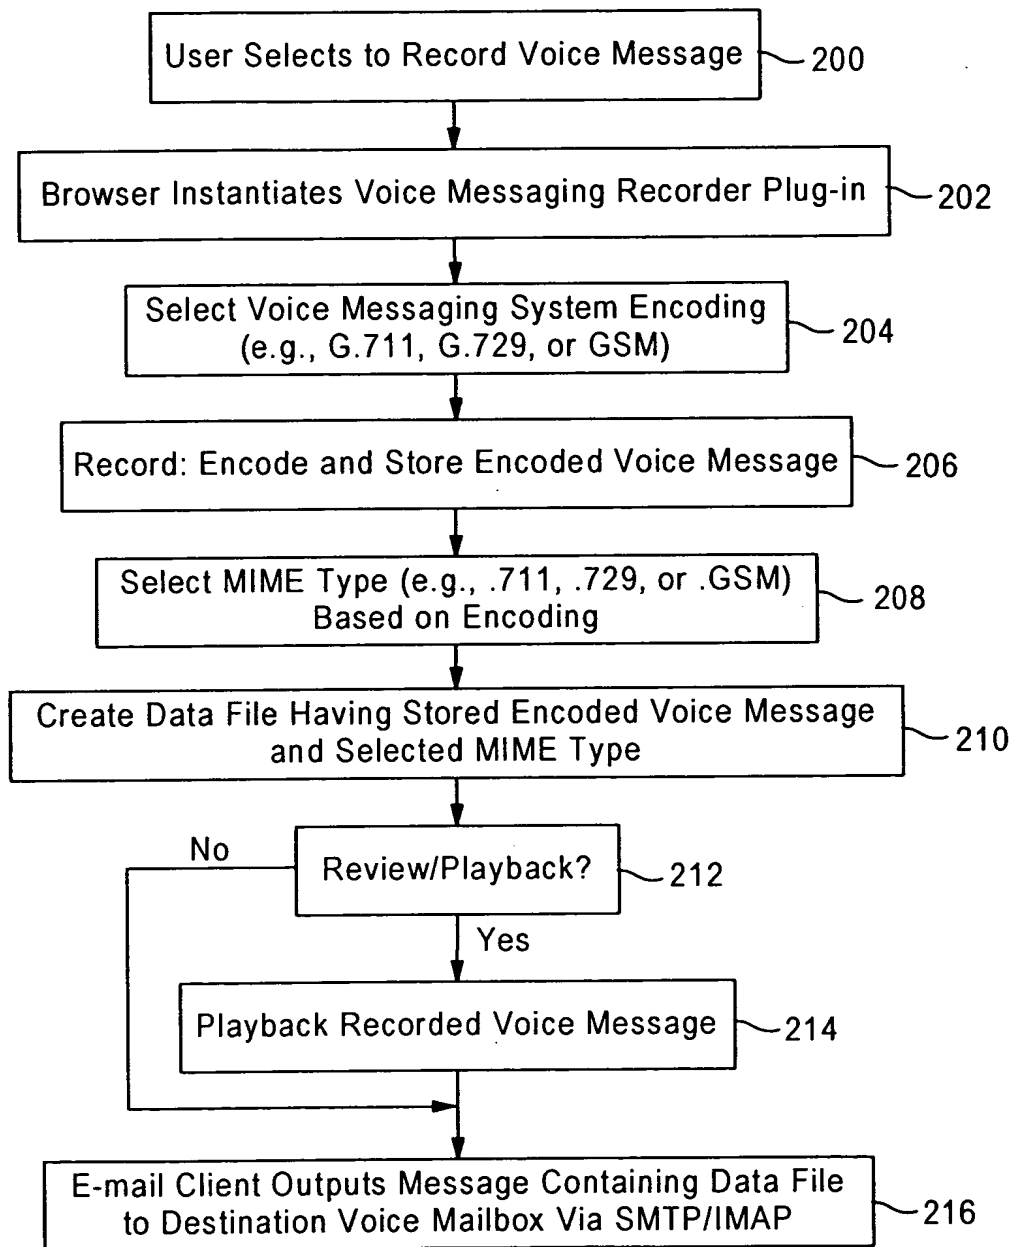 User Selects to Record Voice Message 200
Browser Instantiates Voice Messaging Recorder Plug-in 202
Select Voice Messaging System Encoding
(e.g., G.711, G.729, or GSM) 204
Record: Encode and Store Encoded Voice Message 206
Select MIME Type (e.g., .711, .729, or .GSM)
Based on Encoding 208
Create Data File Having Stored Encoded Voice Message
and Selected MIME Type 210
No
Review/Playback? 212
Yes
Playback Recorded Voice Message 214
E-mail Client Outputs Message Containing Data File
to Destination Voice Mailbox Via SMTP/IMAP 216